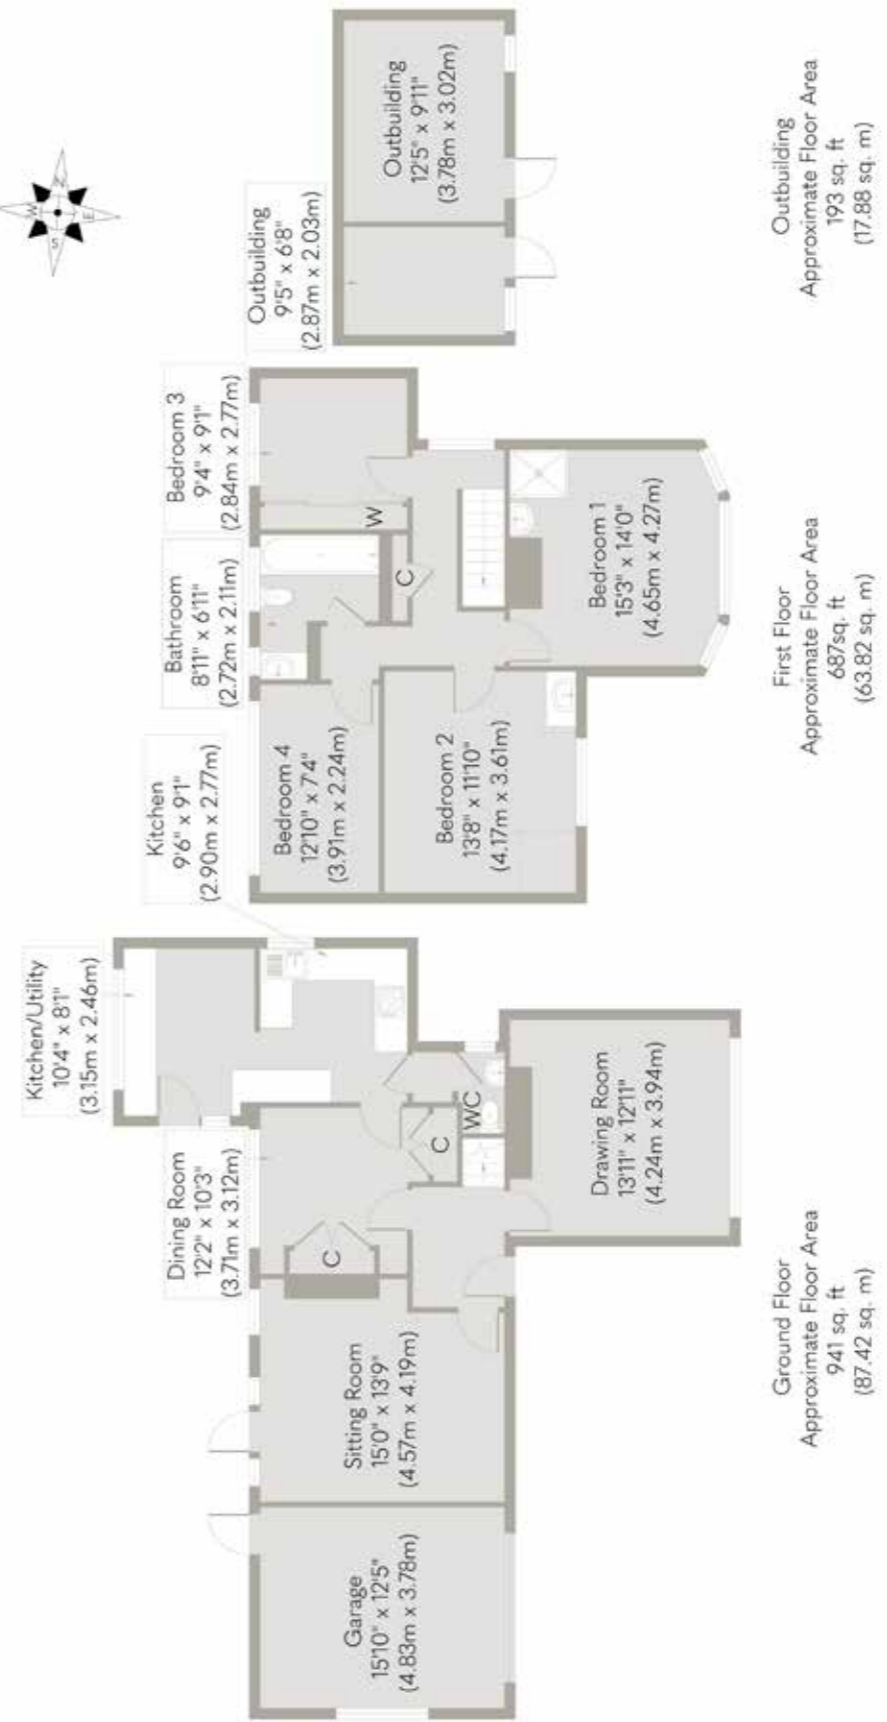 Kitchen/Utility
10'4" x 8'1"
(3.15m x 2.46m)
Kitchen
9'6" x 9'1"
(2.90m x 2.77m)
Dining Room
12'2" x 10'3"
(3.71m x 3.12m)
Garage
15'10" x 12'5"
(4.83m x 3.78m)
Sitting Room
15'0" x 13'9"
(4.57m x 4.19m)
C
C
WC
Drawing Room
13'11" x 12'11"
(4.24m x 3.94m)
Ground Floor
Approximate Floor Area
941 sq. ft
(87.42 sq. m)
Bathroom
8'11" x 6'11"
(2.72m x 2.11m)
Bedroom 3
9'4" x 9'1"
(2.84m x 2.77m)
Bedroom 4
12'10" x 7'4"
(3.91m x 2.24m)
W
C
Bedroom 2
13'8" x 11'10"
(4.17m x 3.61m)
Bedroom 1
15'3" x 14'0"
(4.65m x 4.27m)
First Floor
Approximate Floor Area
687sq. ft
(63.82 sq. m)
W
S
N
E
Outbuilding
9'5" x 6'8"
(2.87m x 2.03m)
Outbuilding
12'5" x 9'11"
(3.78m x 3.02m)
Outbuilding
Approximate Floor Area
193 sq. ft
(17.88 sq. m)